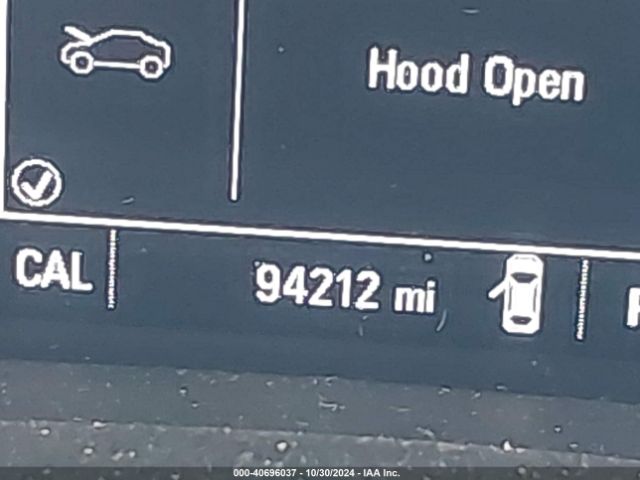 Hood Open
CAL 94212 mi
000-40696037 - 10/30/2024 - IAA Inc.